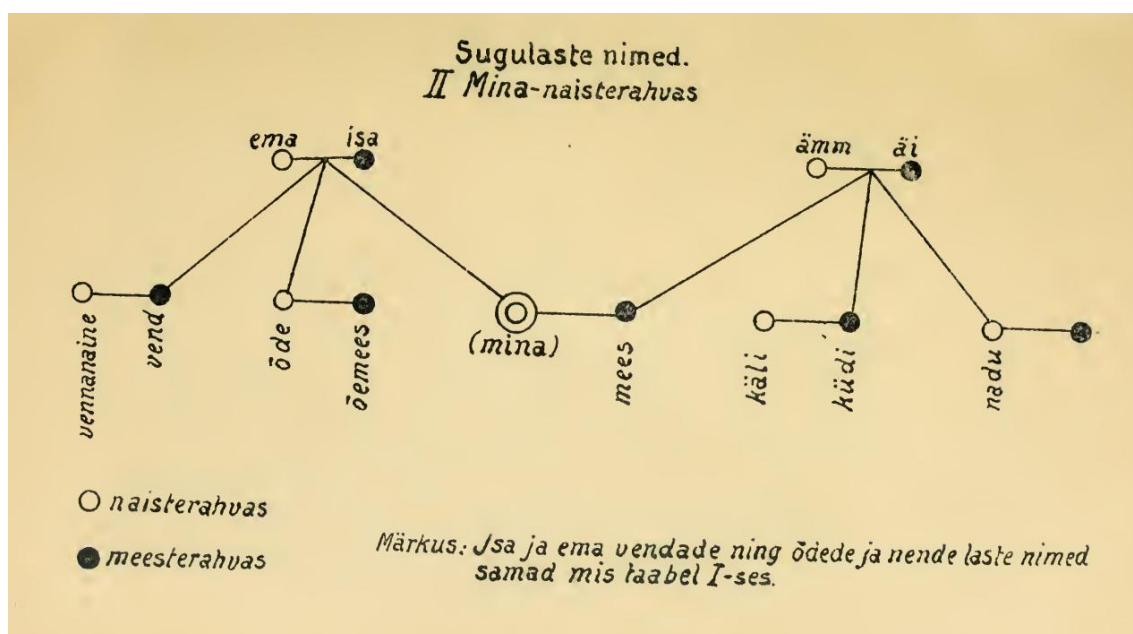 Sugulaste nimed.
II Mina-naisterahvas
ema isa
ämm äi
vennanaine
vend
õde
õemees
(mina)
mees
käli
küdi
nadu
naisterahvas
meesterahvas
Märkus: Isa ja ema vendade ning õdede ja nende laste nimed
samad mis taabel I-ses.